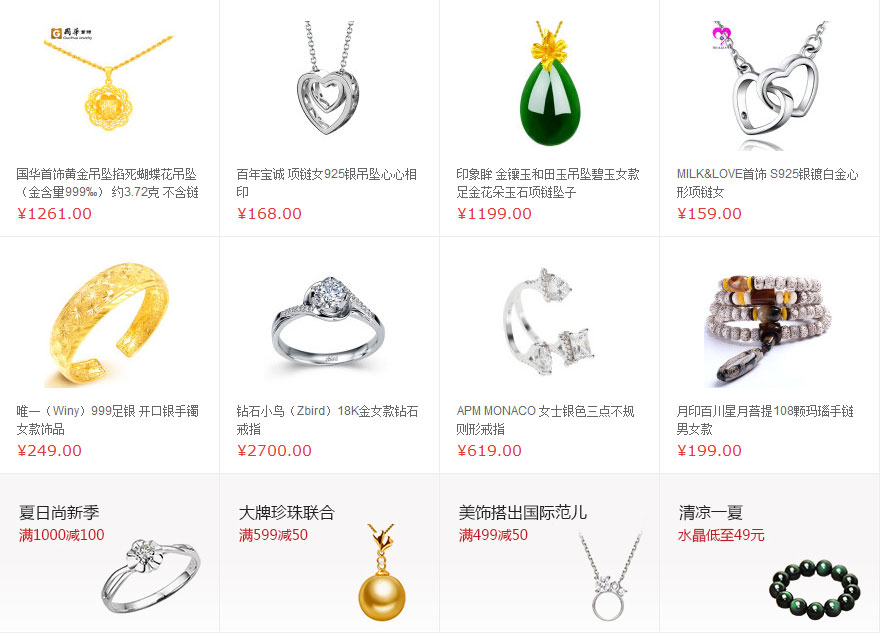 國華首饰
国华首饰黄金吊坠掐死蝴蝶花吊坠
（金含量999‰） 约3.72克 不含链
¥1261.00
百年宝诚 项链女925银吊坠心心相
印
¥168.00
印象眸 金镶玉和田玉吊坠碧玉女款
足金花朵玉石项链坠子
¥1199.00
MILK&LOVE首饰 S925银镀白金心
形项链女
¥159.00
唯一（Winy）999足银 开口银手镯
女款饰品
¥249.00
钻石小鸟（Zbird）18K金女款钻石
戒指
¥2700.00
APM MONACO 女士银色三点不规
则形戒指
¥619.00
月印百川星月菩提108颗玛瑙手链
男女款
¥199.00
夏日尚新季
满1000减100
大牌珍珠联合
满599减50
美饰搭出国际范儿
满499减50
清凉一夏
水晶低至49元